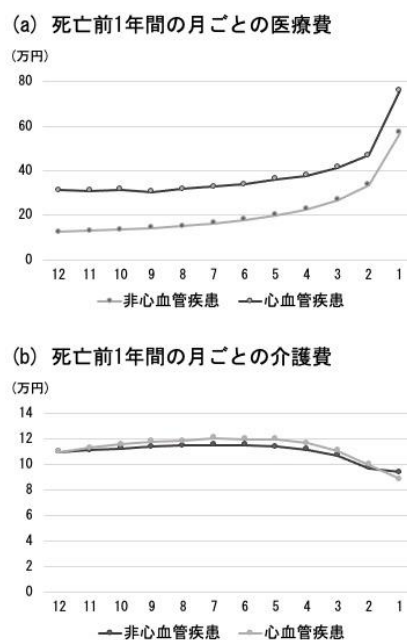 (a) 死亡前1年間の月ごとの医療費
(万円)
80
60
40
20
0
12 11 10 9 8 7 6 5 4 3 2 1
非心血管疾患 心血管疾患
(b) 死亡前1年間の月ごとの介護費
(万円)
14
12
10
8
6
4
2
0
12 11 10 9 8 7 6 5 4 3 2 1
非心血管疾患 心血管疾患